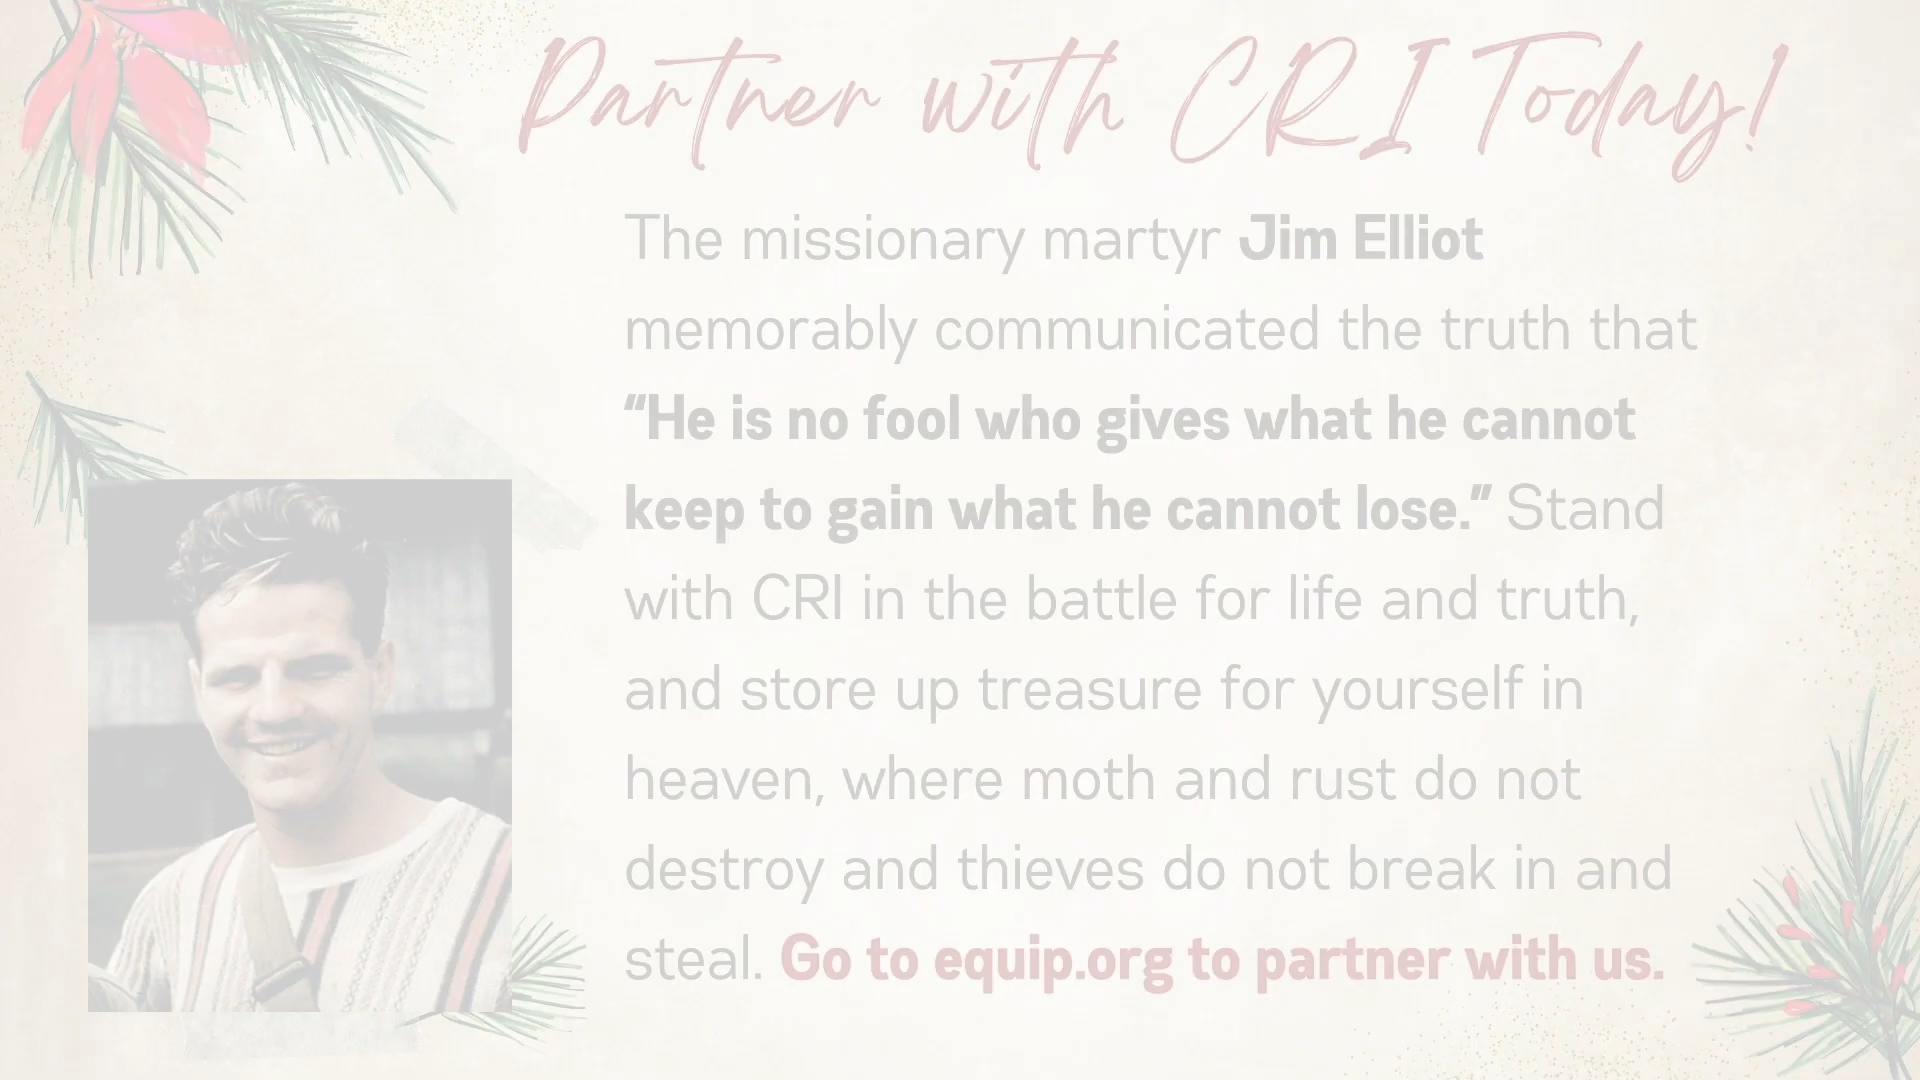 Partner with CRI Today!
The missionary martyr Jim Elliot
memorably communicated the truth that
“He is no fool who gives what he cannot
keep to gain what he cannot lose.” Stand
with CRI in the battle for life and truth,
and store up treasure for yourself in
heaven, where moth and rust do not
destroy and thieves do not break in and
steal. Go to equip.org to partner with us.